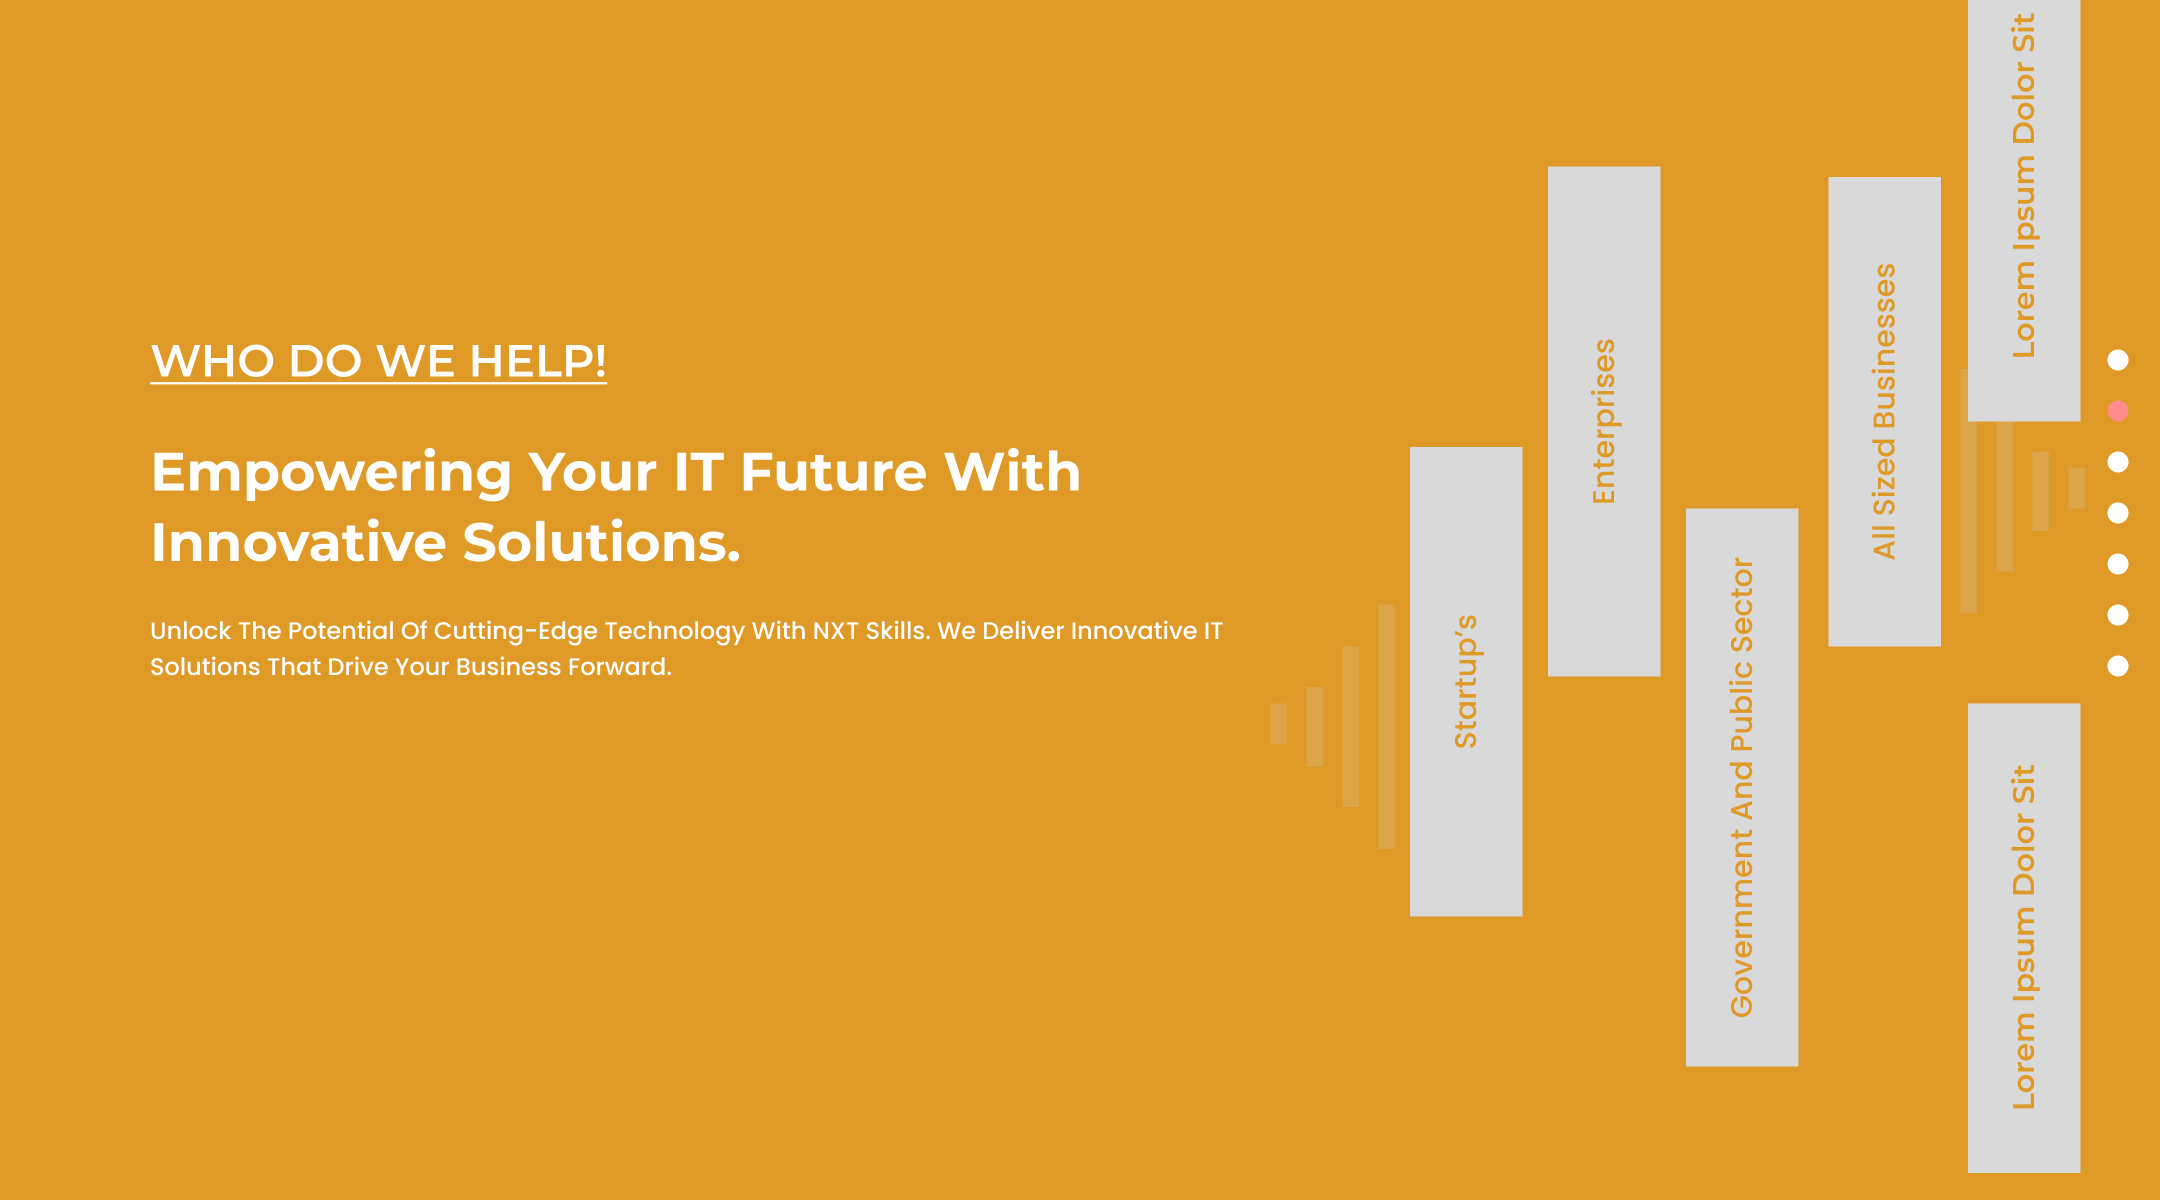 WHO DO WE HELP!
Empowering Your IT Future With
Innovative Solutions.
Unlock The Potential Of Cutting-Edge Technology With NXT Skills. We Deliver Innovative IT
Solutions That Drive Your Business Forward.
Startup’s
Enterprises
Government And Public Sector
All Sized Businesses
Lorem Ipsum Dolor Sit
Lorem Ipsum Dolor Sit